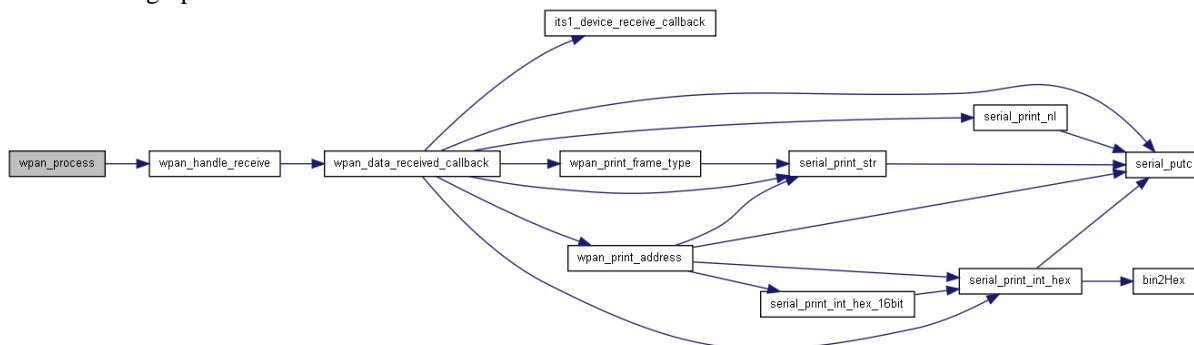 its1_device_receive_callback
serial_print_nl
wpan_process
wpan_handle_receive
wpan_data_received_callback
wpan_print_frame_type
serial_print_str
serial_putc
wpan_print_address
serial_print_int_hex
bin2Hex
serial_print_int_hex_16bit